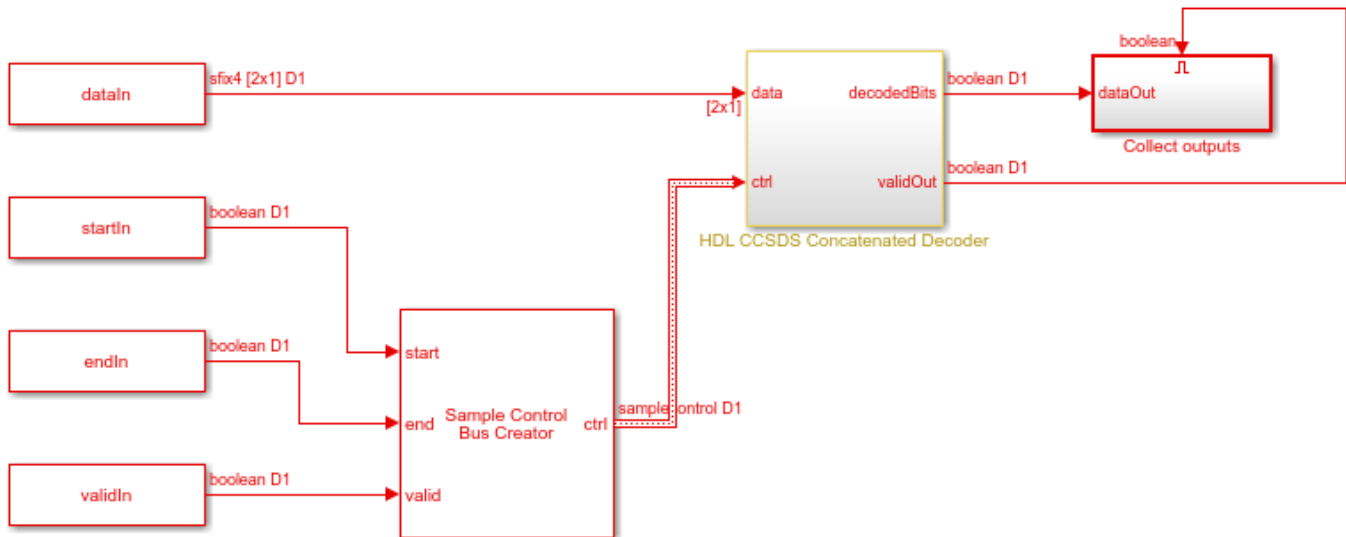 boolean
dataIn
sfix4 [2x1] D1
[2x1]
data
decodedBits
boolean D1
dataOut
Collect outputs
ctrl
validOut
boolean D1
HDL CCSDS Concatenated Decoder
startIn
boolean D1
endIn
boolean D1
start
end
Sample Control
Bus Creator
ctrl
samplecontrol D1
validIn
boolean D1
valid